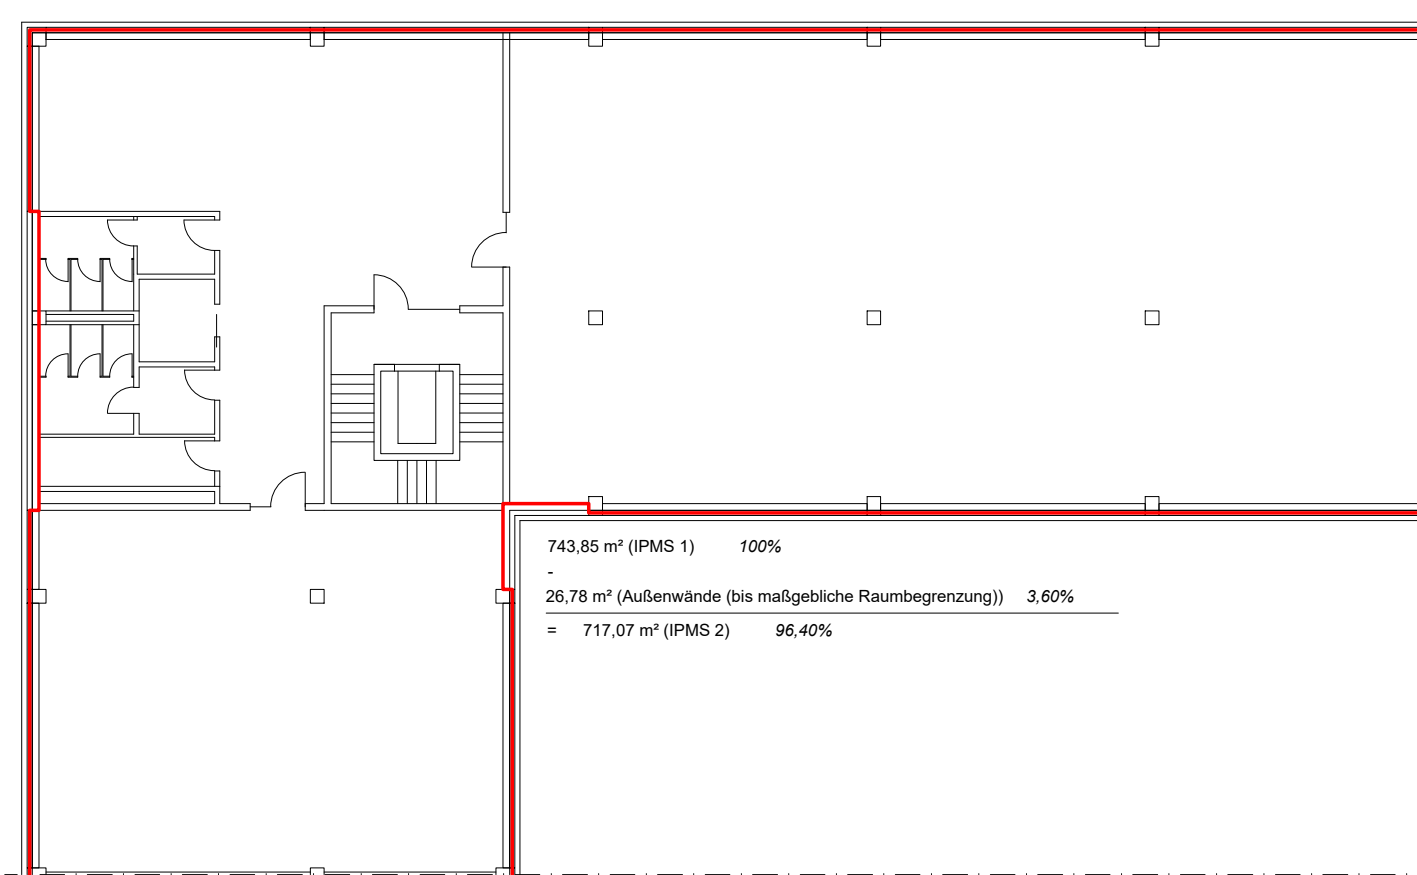 743,85 m² (IPMS 1) 100%
-
26,78 m² (Außenwände (bis maßgebliche Raumbegrenzung)) 3,60%
= 717,07 m² (IPMS 2) 96,40%